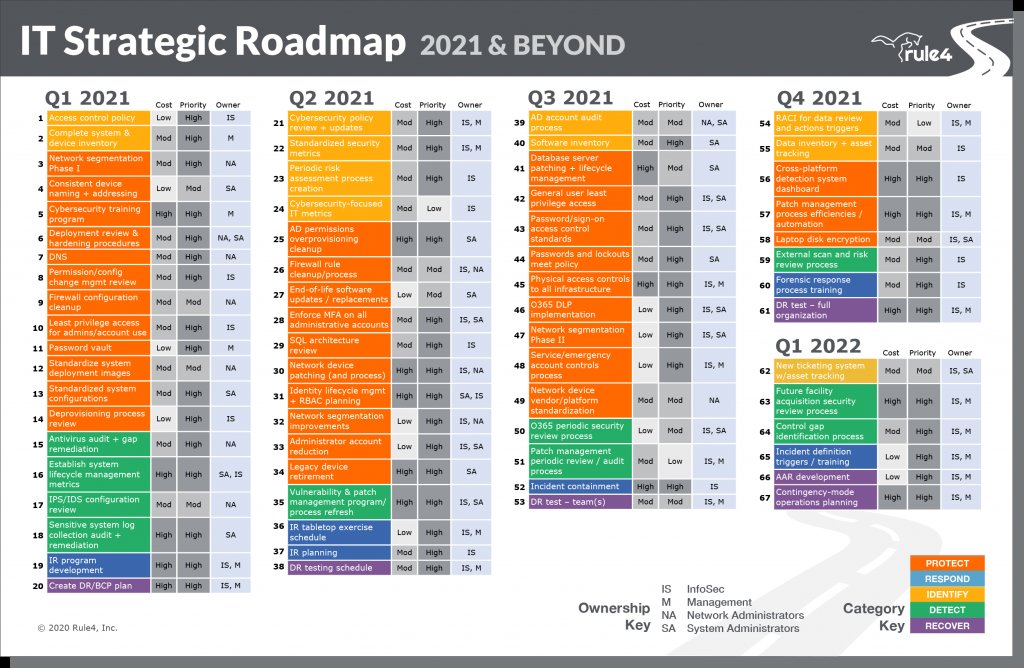 IT Strategic Roadmap 2021 & BEYOND
rule4
Q1 2021 Cost Priority Owner
1 Access control policy Low High IS
2 Complete system &
device inventory Mod High M
3 Network segmentation
Phase I Mod High NA
4 Consistent device
naming + addressing Low Mod SA
5 Cybersecurity training
program High High M
6 Deployment review &
hardening procedures Mod High NA, SA
7 DNS Mod High NA
8 Permission/config
change mgmt review Mod High IS
9 Firewall configuration
cleanup Mod Mod NA
10 Least privilege access
for admins/account use Mod High IS
11 Password vault Low High M
12 Standardize system
deployment images Mod Mod NA
13 Standardized system
configurations Mod High SA
14 Deprovisioning process
review Low High IS
15 Antivirus audit + gap
remediation Mod High NA
16 Establish system
lifecycle management
metrics High High SA, IS
17 IPS/IDS configuration
review Mod Mod NA
18 Sensitive system log
collection audit +
remediation High High SA
19 IR program
development High High IS, M
20 Create DR/BCP plan High High IS, M
Q2 2021 Cost Priority Owner
21 Cybersecurity policy
review + updates Mod High IS, M
22 Standardized security
metrics Mod High IS, M
23 Periodic risk
assessment process
creation Mod High IS
24 Cybersecurity-focused
IT metrics Mod Low IS
25 AD permissions
overprovisioning
cleanup High High SA
26 Firewall rule
cleanup/process Mod Mod IS, NA
27 End-of-life software
updates / replacements Low Mod SA
28 Enforce MFA on all
administrative accounts Mod High IS, SA
29 SQL architecture
review Mod High IS
30 Network device
patching (and process) High High IS, NA
31 Identity lifecycle mgmt
+ RBAC planning High High SA, IS
32 Network segmentation
improvements Low High IS, NA
33 Administrator account
reduction Low High IS, SA
34 Legacy device
retirement High High SA
35 Vulnerability & patch
management program/
process refresh High High IS, SA
36 IR tabletop exercise
schedule Low High IS, M
37 IR planning Mod High IS
38 DR testing schedule Mod High IS, M
Q3 2021 Cost Priority Owner
39 AD account audit
process Mod Mod NA, SA
40 Software inventory Mod High SA
41 Database server
patching + lifecycle
management High Mod SA
42 General user least
privilege access Mod High IS, SA
43 Password/sign-on
access control
standards Mod High IS, SA
44 Passwords and lockouts
meet policy Mod High SA
45 Physical access controls
to all infrastructure High High IS, M
46 O365 DLP
implementation Low High IS, SA
47 Network segmentation
Phase II Low High IS, SA
48 Service/emergency
account controls
process Low High IS, M
49 Network device
vendor/platform
standardization Mod Mod NA
50 O365 periodic security
review process Low Mod IS, SA
51 Patch management
periodic review / audit
process Mod Low IS, M
52 Incident containment High High IS
53 DR test – team(s) Mod Mod IS, M
Q4 2021 Cost Priority Owner
54 RACI for data review
and actions triggers Mod Low IS, M
55 Data inventory + asset
tracking Mod Mod IS
56 Cross-platform
detection system
dashboard High High IS
57 Patch management
process efficiencies /
automation High High IS, M
58 Laptop disk encryption Mod Mod IS, SA
59 External scan and risk
review process Mod High IS
60 Forensic response
process training Mod High IS
61 DR test – full
organization High High IS, M
Q1 2022 Cost Priority Owner
62 New ticketing system
w/asset tracking Mod Mod IS, SA
63 Future facility
acquisition security
review process High High IS, M
64 Control gap
identification process Mod High IS, M
65 Incident definition
triggers / training Low High IS, M
66 AAR development Low High IS, M
67 Contingency-mode
operations planning High High IS, M
Ownership
Key
IS InfoSec
M Management
NA Network Administrators
SA System Administrators
Category
Key
PROTECT
RESPOND
IDENTIFY
DETECT
RECOVER
© 2020 Rule4, Inc.